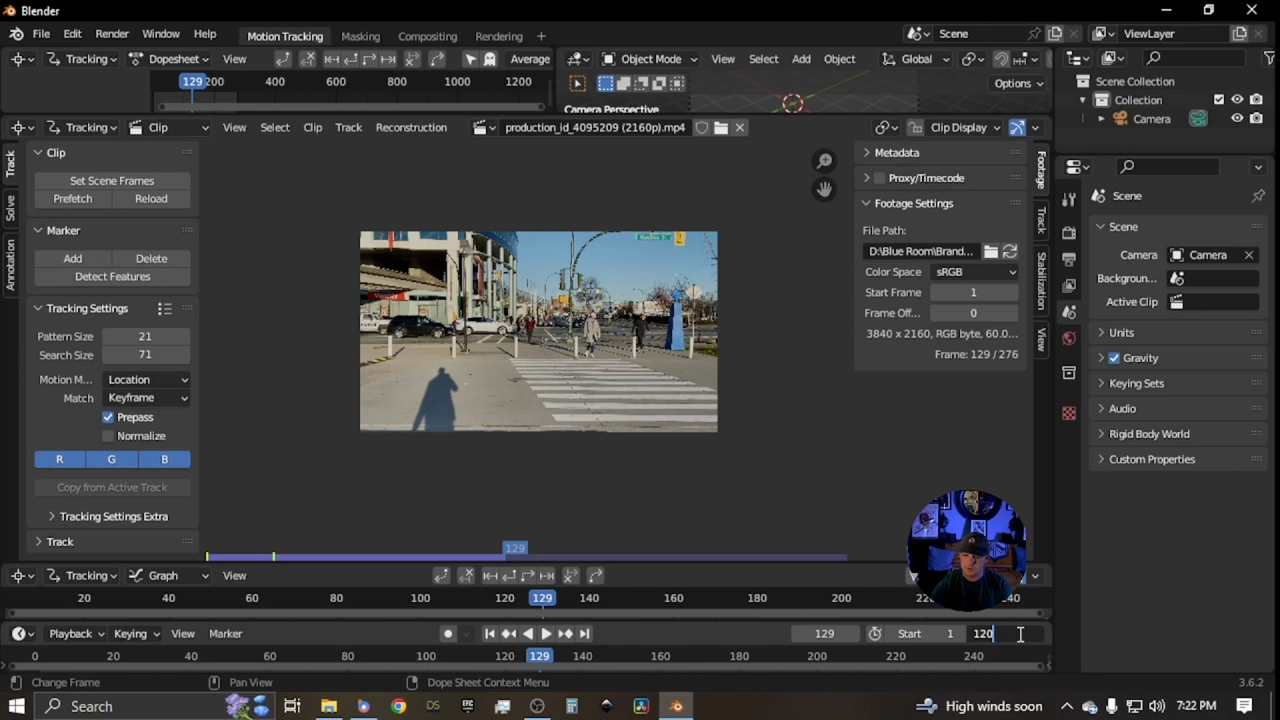 Blender
File Edit Render Window Help
Motion Tracking Masking Compositing Rendering
Scene
ViewLayer
Tracking Dopesheet View
Average
Object Mode View Select Add Object
Global
129 200 400 600 800 1000 1200
Options
Camera Perspective
Scene Collection
Collection
Camera
Tracking Clip View Select Clip Track Reconstruction
production_id_4095209 (2160p).mp4
Clip Display
Track
Solve
Annotation
Clip
Set Scene Frames
Prefetch Reload
Marker
Add Delete
Detect Features
Tracking Settings
Pattern Size 21
Search Size 71
Motion M... Location
Match Keyframe
Prepass
Normalize
R G B
Copy from Active Track
Tracking Settings Extra
Track
129
Metadata
Proxy/Timecode
Footage Settings
File Path:
D:\Blue Room\Brand...
Color Space sRGB
Start Frame 1
Frame Off... 0
3840 x 2160, RGB byte, 60.0...
Frame: 129 / 276
Footage
Track
Stabilization
View
Scene
Scene
Camera Camera
Backgroun...
Active Clip
Units
Gravity
Keying Sets
Audio
Rigid Body World
Custom Properties
Tracking Graph View
20 40 60 80 100 120 129 140 160 180 200 240
Playback Keying View Marker
129
Start 1
120
0 20 40 60 80 100 120 129 140 160 180 200 220 240
Change Frame
Pan View
Dope Sheet Context Menu
3.6.2
Search
DS
EPIC
High winds soon
7:22 PM